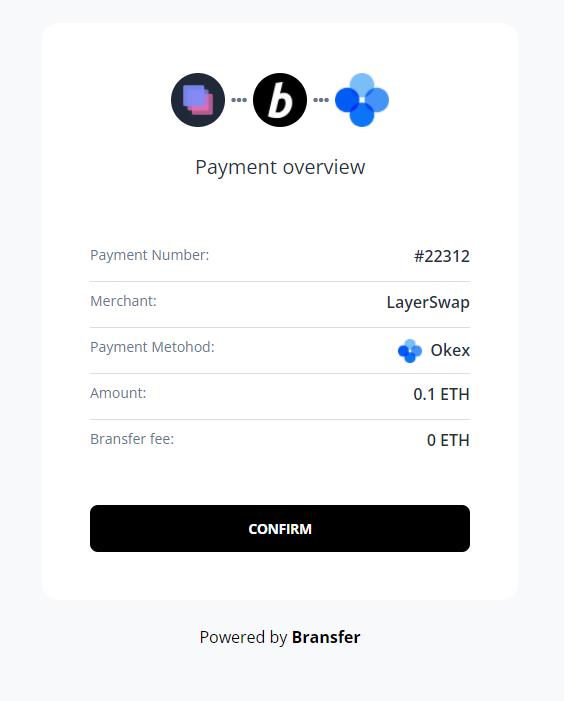 b
Payment overview
Payment Number: #22312
Merchant: LayerSwap
Payment Metohod: Okex
Amount: 0.1 ETH
Bransfer fee: 0 ETH
CONFIRM
Powered by Bransfer